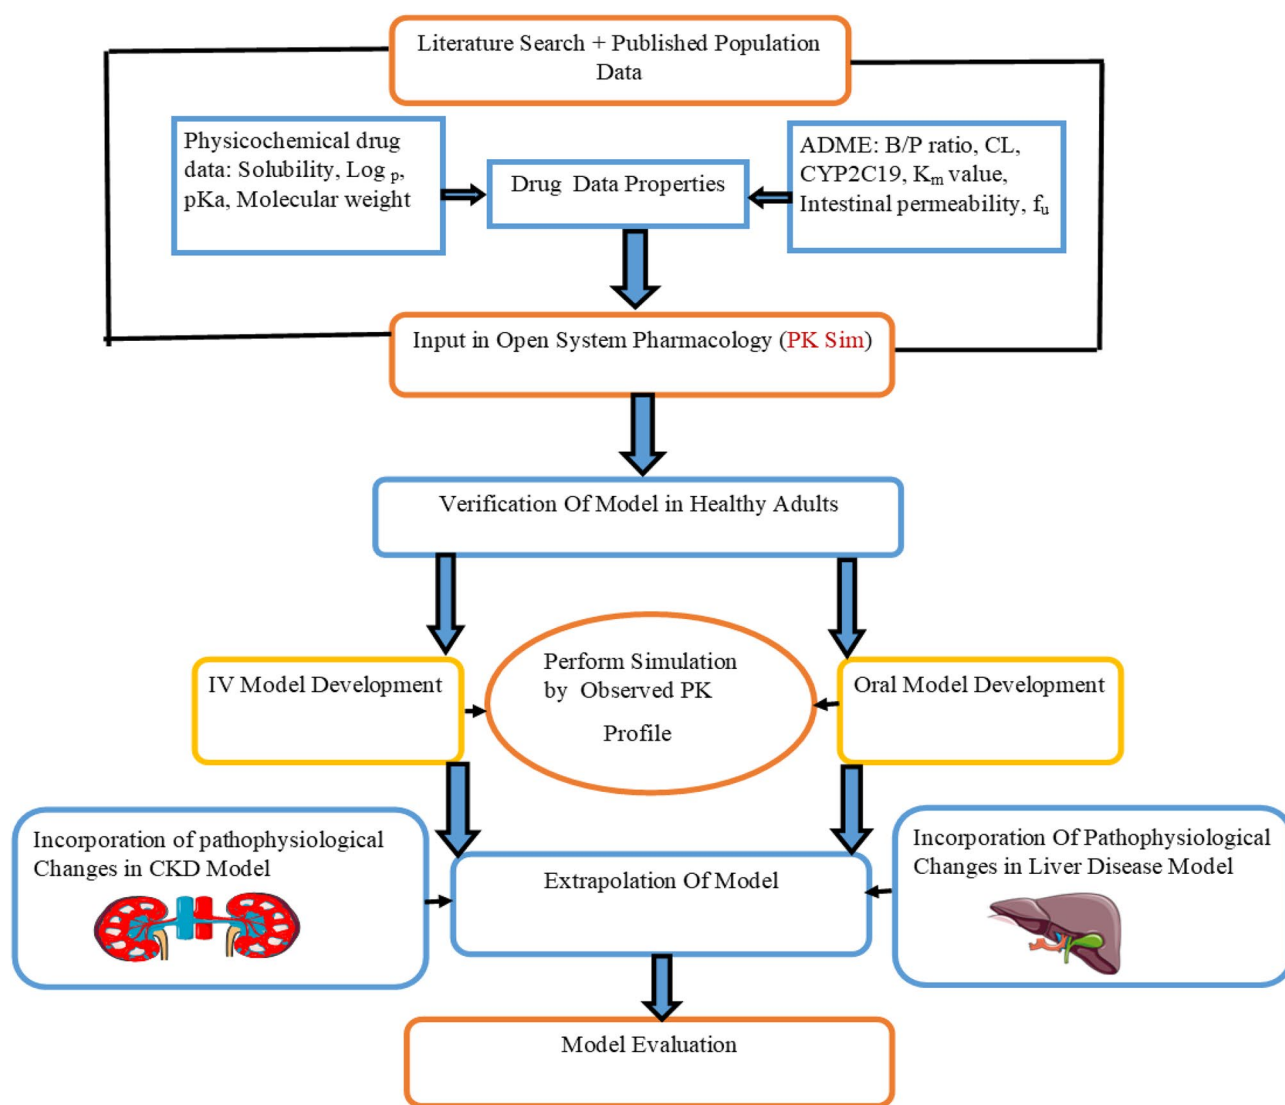 Literature Search + Published Population
Data
Physicochemical drug
data: Solubility, Log p,
pKa, Molecular weight
Drug Data Properties
ADME: B/P ratio, CL,
CYP2C19, Km value,
Intestinal permeability, fu
Input in Open System Pharmacology (PK Sim)
Verification Of Model in Healthy Adults
IV Model Development
Perform Simulation
by Observed PK
Profile
Oral Model Development
Incorporation of pathophysiological
Changes in CKD Model
Extrapolation Of Model
Incorporation Of Pathophysiological
Changes in Liver Disease Model
Model Evaluation